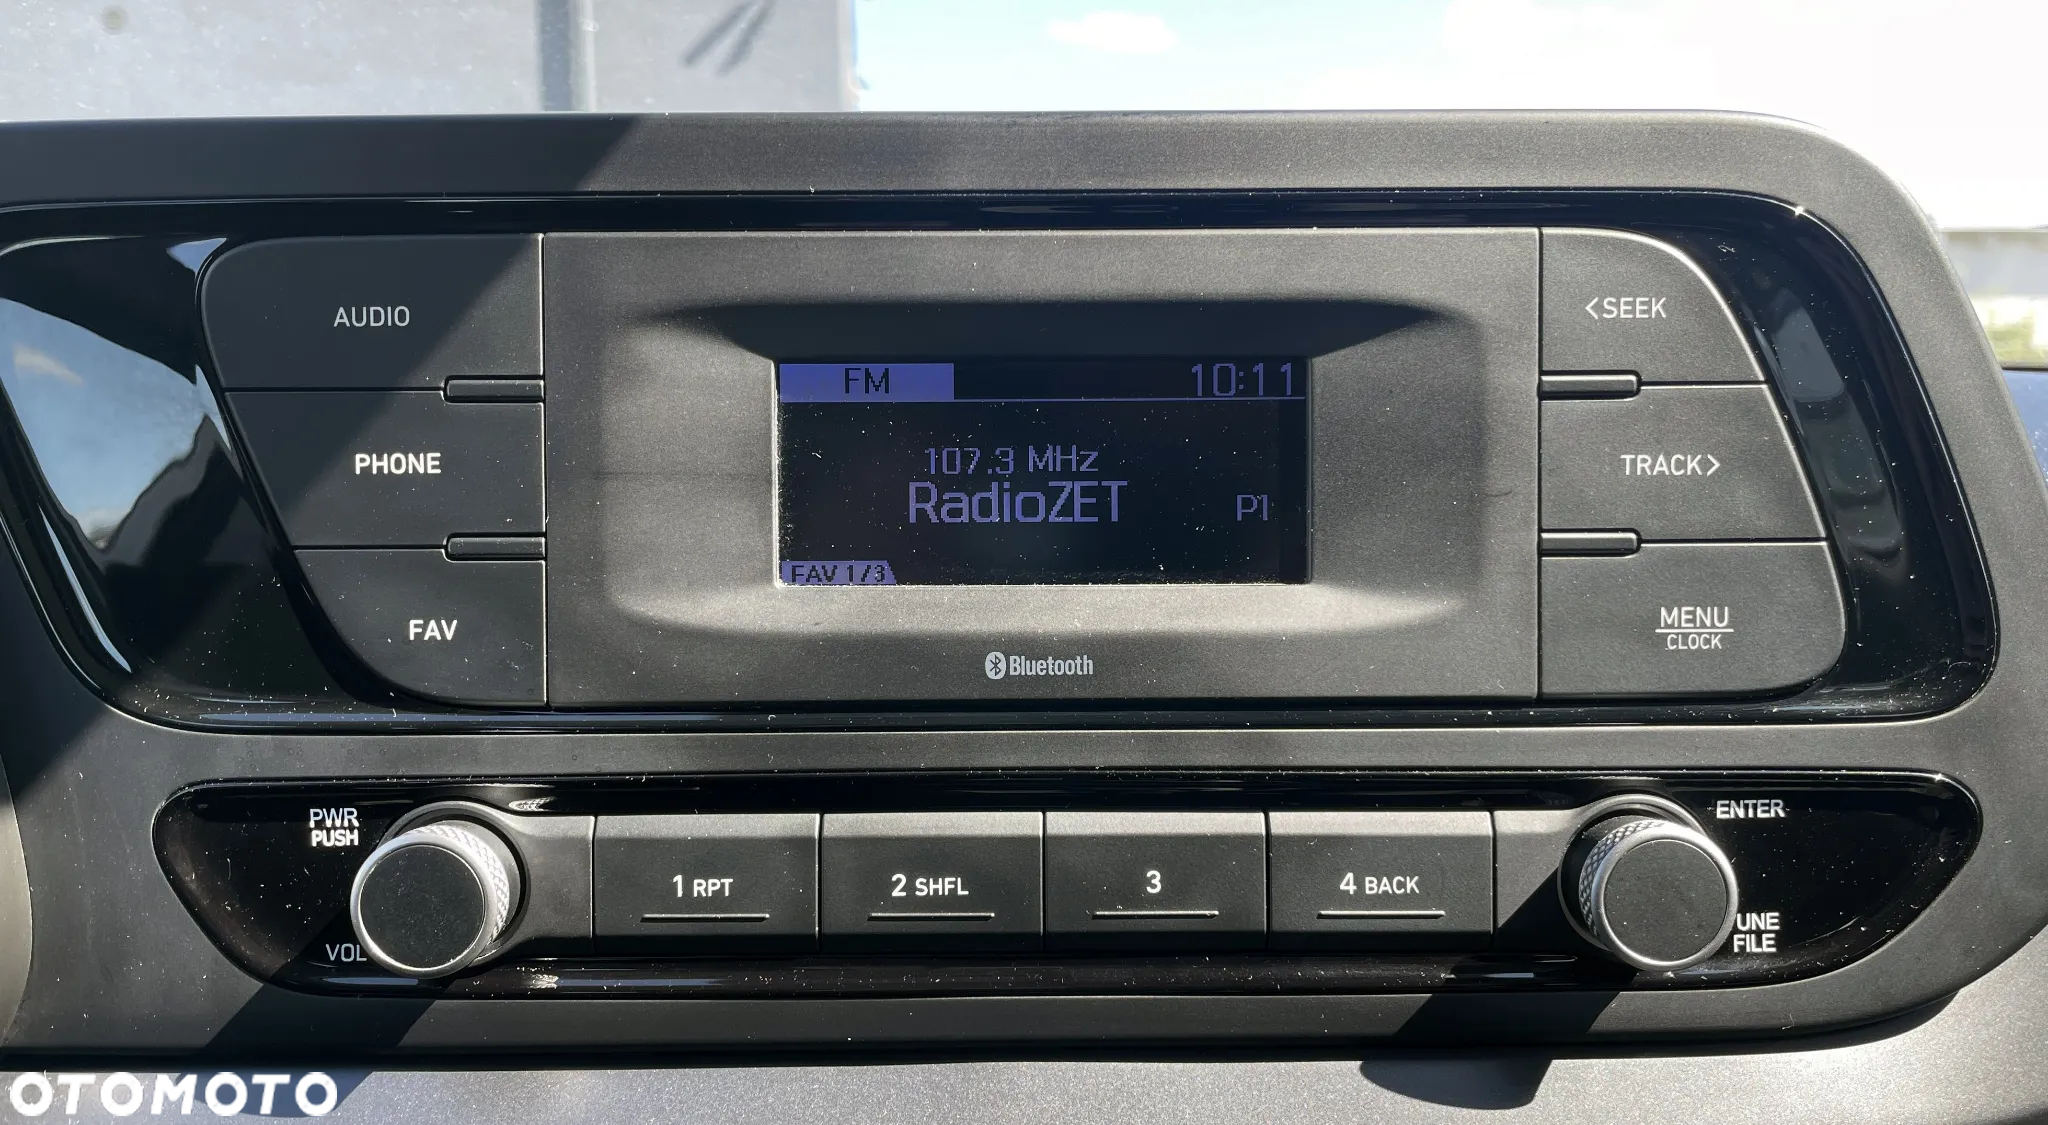 AUDIO
<SEEK
FM
10:11
PHONE
107.3 MHz
TRACK>
RadioZET
P1
FAV 1/3
FAV
MENU
CLOCK
Bluetooth
PWR
PUSH
ENTER
1 RPT
2 SHFL
3
4 BACK
VOL
UNE
FILE
OTOMOTO